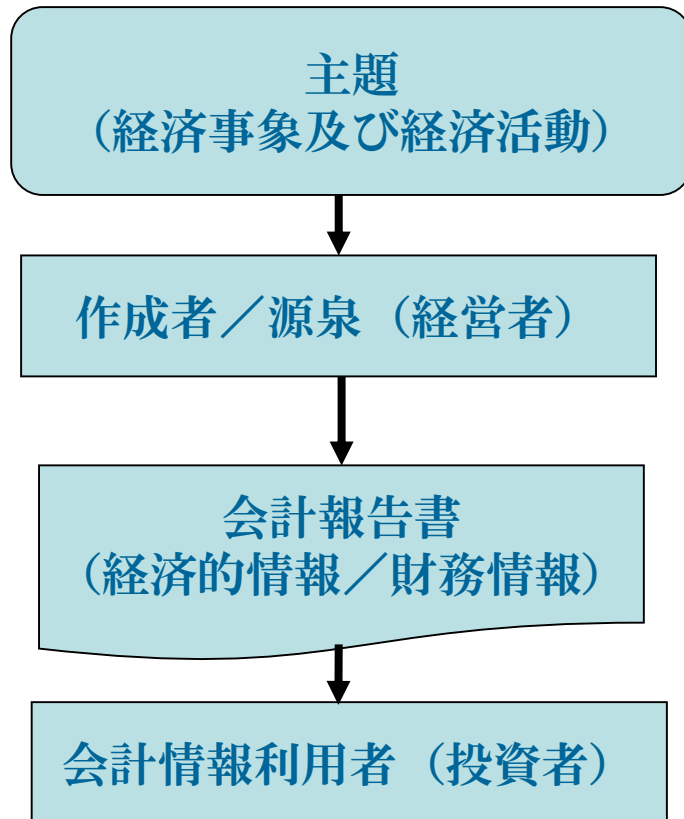 主題
（経済事象及び経済活動）
作成者／源泉（経営者）
会計報告書
（経済的情報／財務情報）
会計情報利用者（投資者）